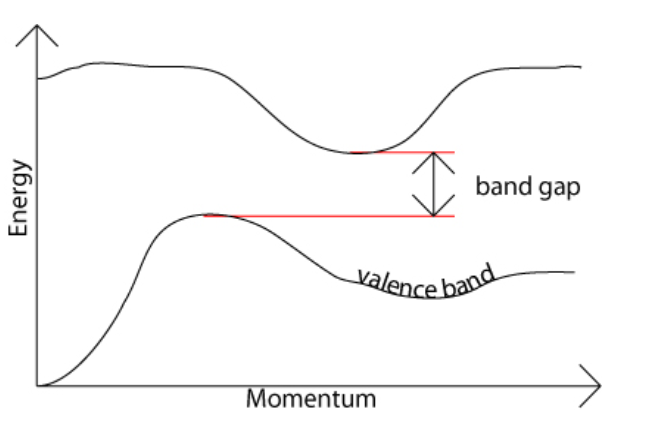 Energy
band gap
valence band
Momentum